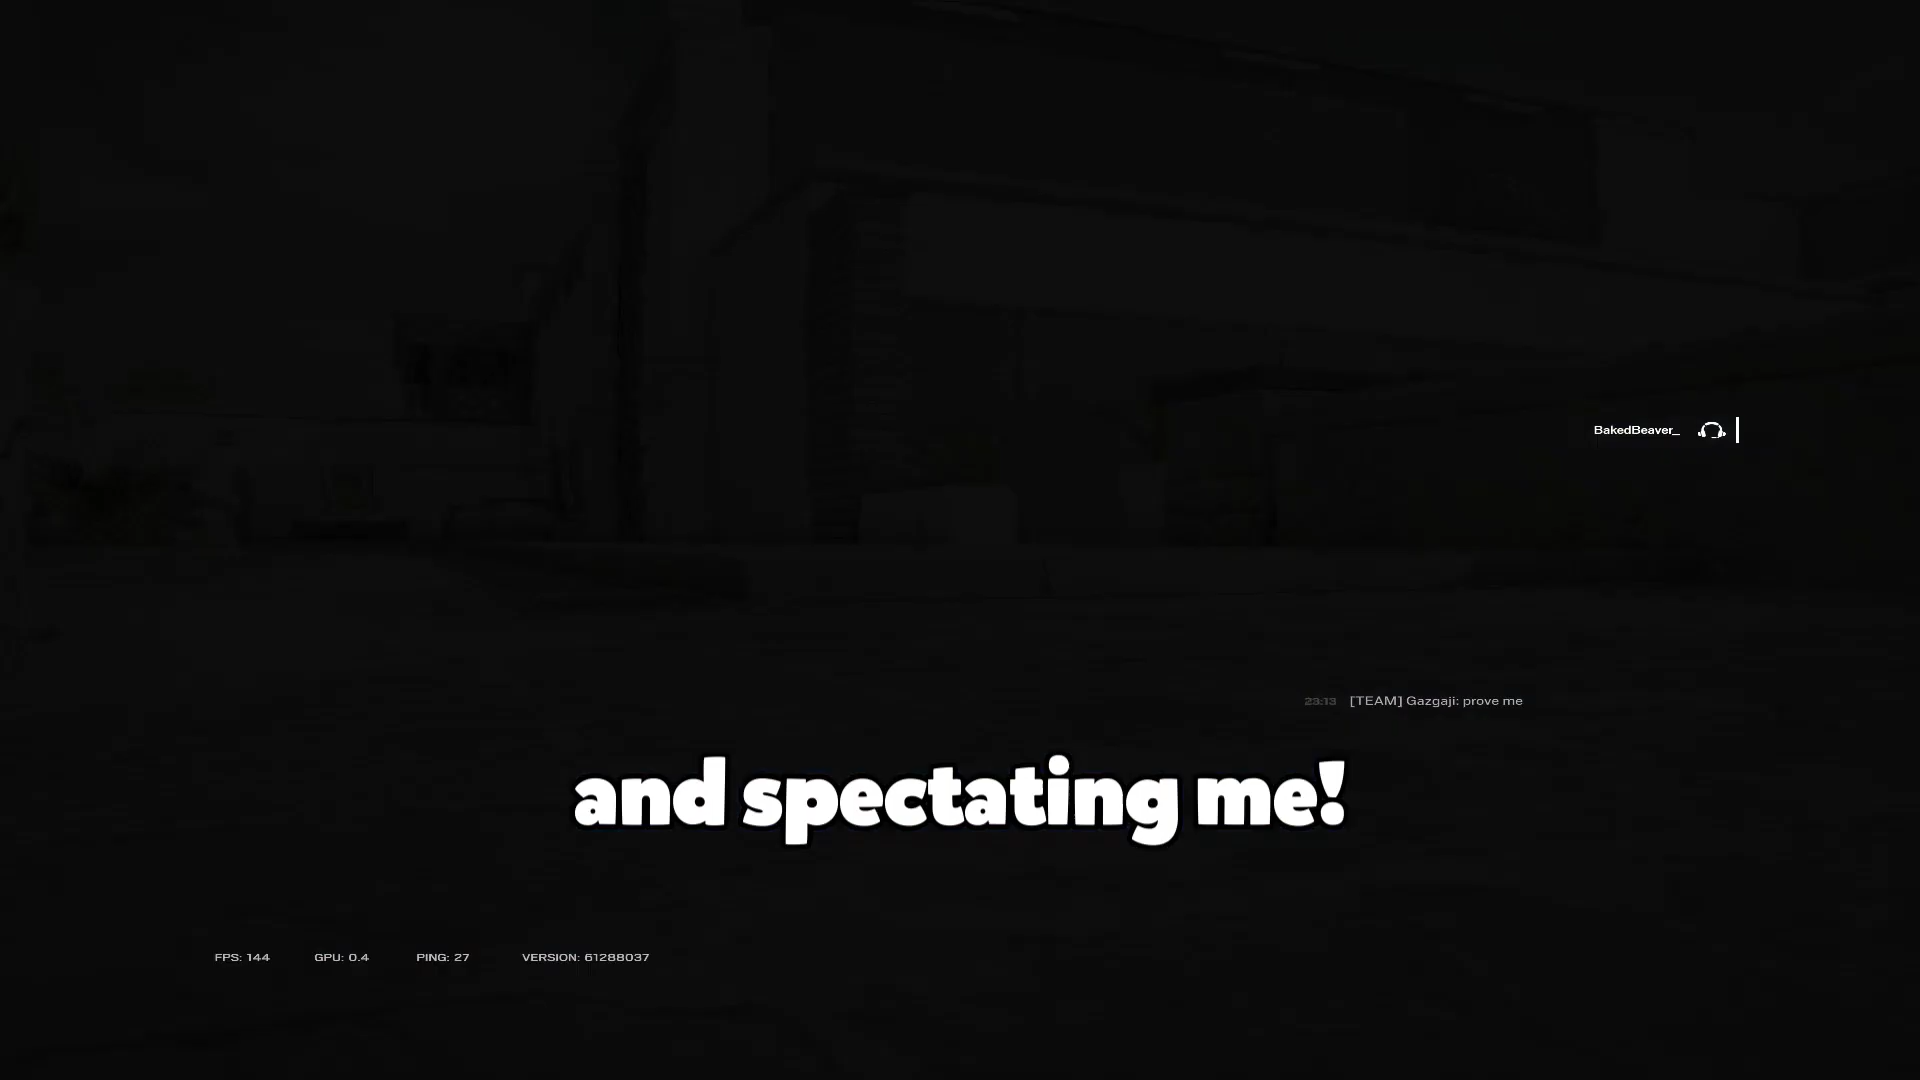 BakedBeaver_
23:13 [TEAM] Gazgaji: prove me
and spectating me!
FPS: 144 GPU: 0.4 PING: 27 VERSION: 61288037